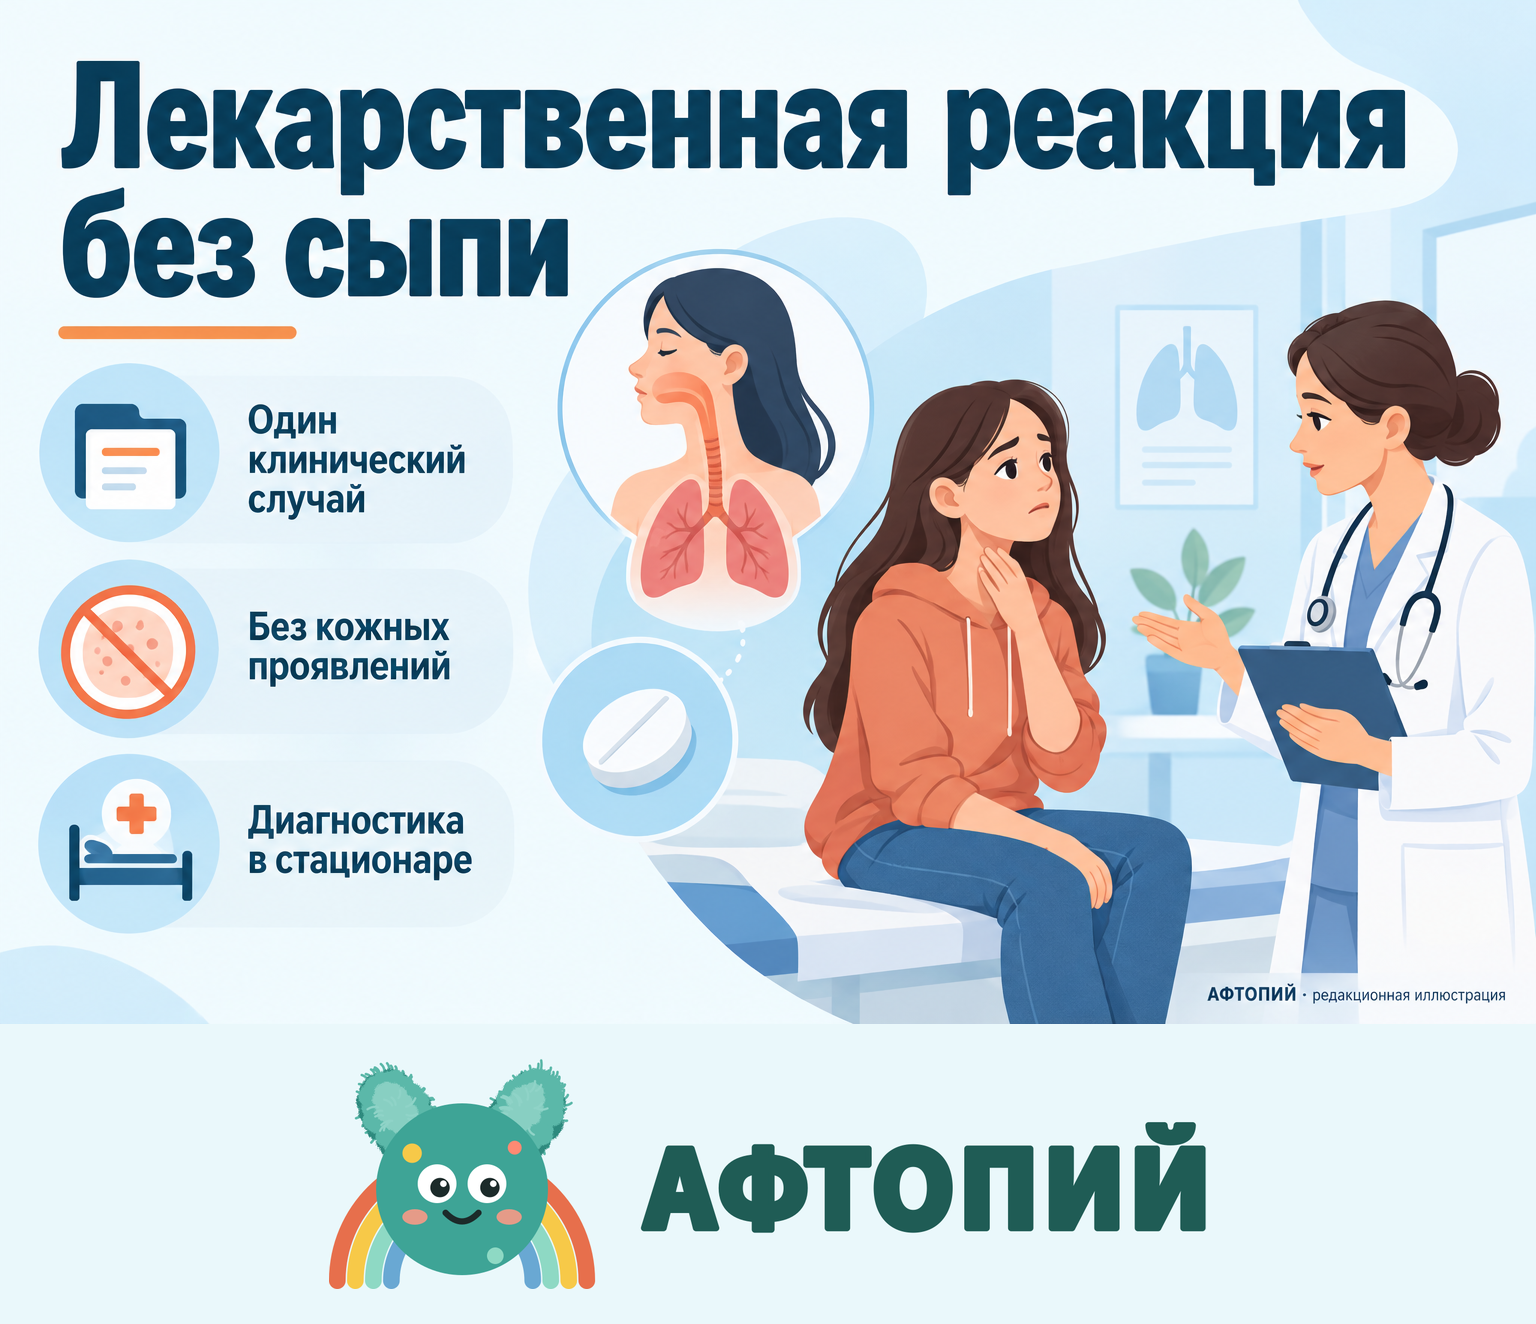 Лекарственная реакция
без сыпи
Один
клинический
случай
Без кожных
проявлений
Диагностика
в стационаре
АФТОПИЙ · редакционная иллюстрация
АФТОПИЙ